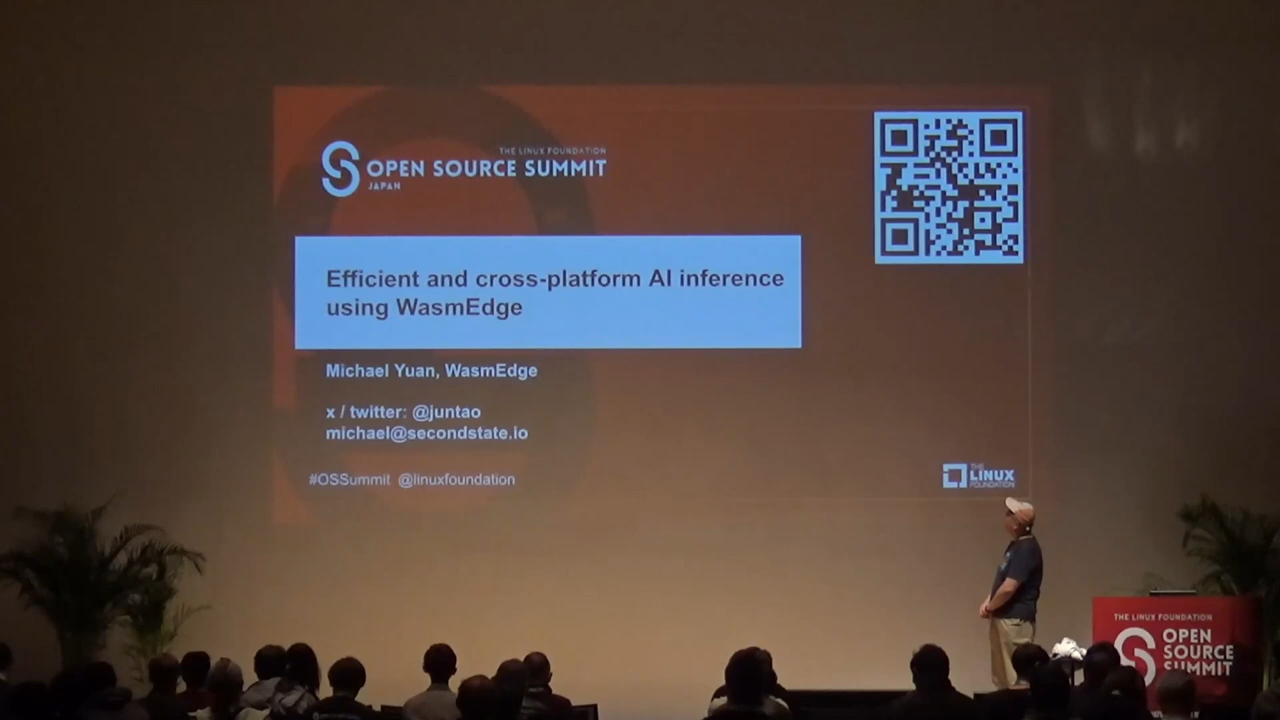 THE LINUX FOUNDATION
OPEN SOURCE SUMMIT
JAPAN
Efficient and cross-platform AI inference
using WasmEdge
Michael Yuan, WasmEdge
x / twitter: @juntao
michael@secondstate.io
#OSSummit @linuxfoundation
THE
LINUX
FOUNDATION
THE LINUX FOUNDATION
OPEN
SOURCE
SUMMIT